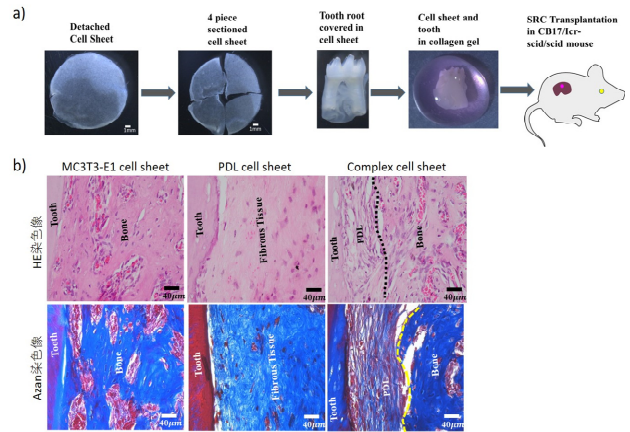 a)
Detached
Cell Sheet
4 piece
sectioned
cell sheet
Tooth root
covered in
cell sheet
Cell sheet and
tooth
in collagen gel
SRC Transplantation
in CB17/Icr-
scid/scid mouse
1mm
1mm
b)
MC3T3-E1 cell sheet
PDL cell sheet
Complex cell sheet
HE染色像
Tooth
Bone
40μm
Fibrous Tissue
40μm
Tooth
PDL
Bone
40μm
Azan染色像
Tooth
Bone
40μm
Tooth
Fibrous Tissue
40μm
Tooth
PDL
Bone
40μm